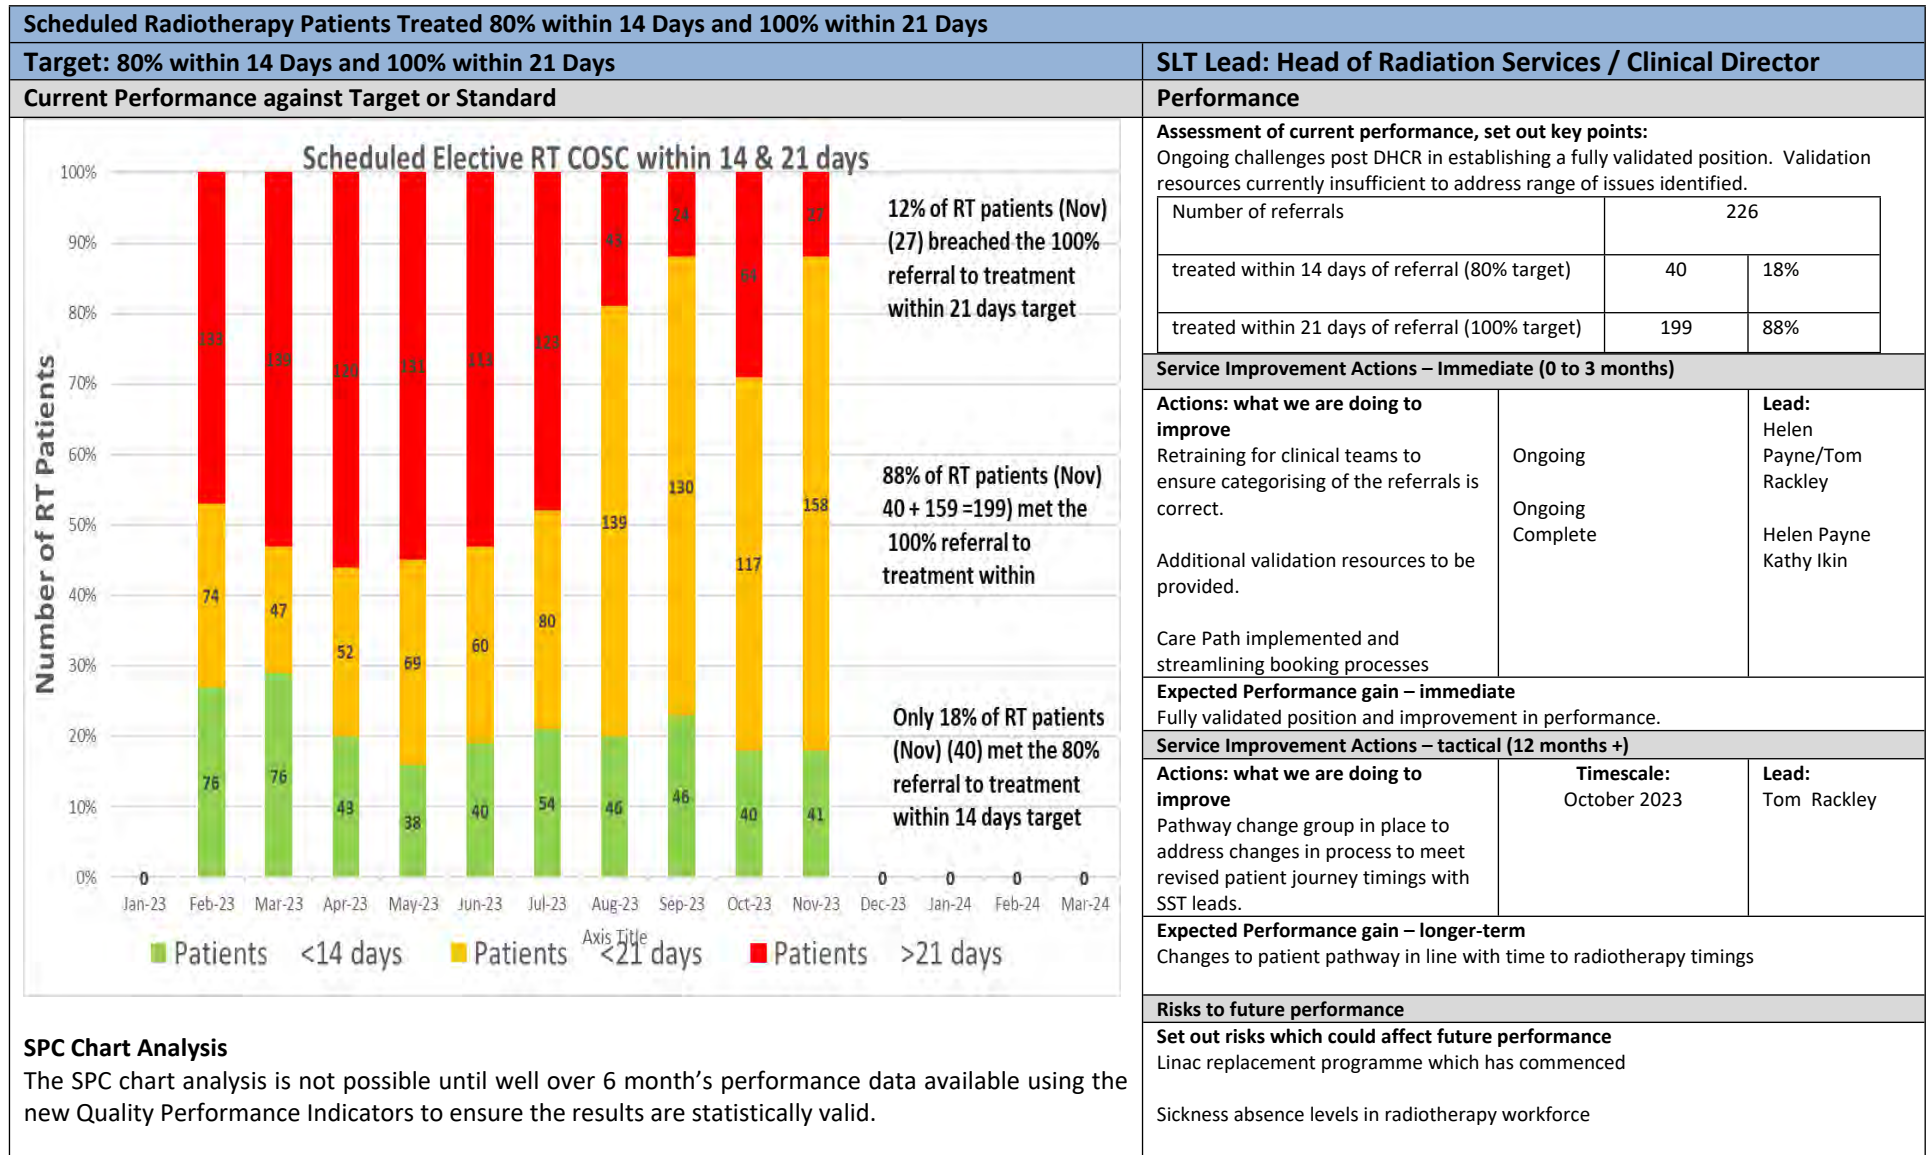 Scheduled Radiotherapy Patients Treated 80% within 14 Days and 100% within 21 Days
Target: 80% within 14 Days and 100% within 21 Days
SLT Lead: Head of Radiation Services / Clinical Director
Current Performance against Target or Standard
Performance
Scheduled Elective RT COSC within 14 & 21 days
Number of RT Patients
100%
90%
80%
70%
60%
50%
40%
30%
20%
10%
0%
133
139
120
131
113
123
43
24
64
27
74
47
52
69
60
80
139
130
117
158
0
76
76
43
38
40
54
46
46
40
41
0
0
0
0
Jan-23
Feb-23
Mar-23
Apr-23
May-23
Jun-23
Jul-23
Aug-23
Sep-23
Oct-23
Nov-23
Dec-23
Jan-24
Feb-24
Mar-24
Axis Title
Patients <14 days
Patients <21 days
Patients >21 days
12% of RT patients (Nov)
(27) breached the 100%
referral to treatment
within 21 days target
88% of RT patients (Nov)
40 + 159 =199) met the
100% referral to
treatment within
Only 18% of RT patients
(Nov) (40) met the 80%
referral to treatment
within 14 days target
SPC Chart Analysis
The SPC chart analysis is not possible until well over 6 month's performance data available using the
new Quality Performance Indicators to ensure the results are statistically valid.
Assessment of current performance, set out key points:
Ongoing challenges post DHCR in establishing a fully validated position. Validation
resources currently insufficient to address range of issues identified.
Number of referrals 226
treated within 14 days of referral (80% target) 40 18%
treated within 21 days of referral (100% target) 199 88%
Service Improvement Actions – Immediate (0 to 3 months)
Actions: what we are doing to
improve
Retraining for clinical teams to
ensure categorising of the referrals is
correct.
Additional validation resources to be
provided.
Care Path implemented and
streamlining booking processes
Ongoing
Ongoing
Complete
Lead:
Helen
Payne/Tom
Rackley
Helen Payne
Kathy Ikin
Expected Performance gain – immediate
Fully validated position and improvement in performance.
Service Improvement Actions – tactical (12 months +)
Actions: what we are doing to
improve
Pathway change group in place to
address changes in process to meet
revised patient journey timings with
SST leads.
Timescale:
October 2023
Lead:
Tom Rackley
Expected Performance gain – longer-term
Changes to patient pathway in line with time to radiotherapy timings
Risks to future performance
Set out risks which could affect future performance
Linac replacement programme which has commenced
Sickness absence levels in radiotherapy workforce